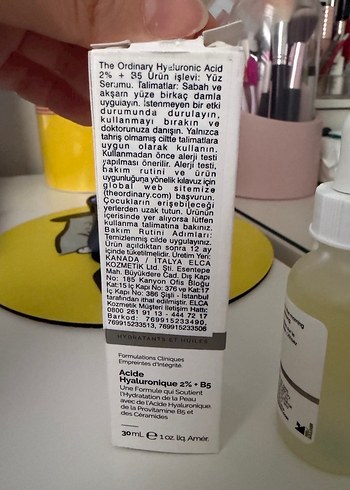 The Ordinary Hyaluronic Acid
2% + B5 Ürün işlevi: Yüz
Serumu. Talimatlar: Sabah ve
akşam yüze birkaç damla
uygulayın. İstenmeyen bir etki
durumunda durulayın,
kullanmayı bırakın ve
doktorunuza danışın. Yalnızca
tahriş olmamış ciltte talimatlara
uygun olarak kullanın.
Kullanmadan önce alerji testi
yapılması önerilir. Alerji testi,
bakım rutini ve ürün
uygunluğuna yönelik kılavuz için
global web sitemize
(theordinary.com) başvurun.
Çocukların erişebileceği
yerlerden uzak tutun. Ürünün
içerisinde yer alıyorsa lütfen
kullanma talimatına bakınız.
Bakım Rutini Adımları:
Temizlenmiş cilde uygulayınız.
Ürün açıldıktan sonra 12 ay
içinde tüketilmelidir. Üretim Yeri:
KANADA / İTALYA ELCA
KOZMETİK Ltd. Şti. Esentepe
Mah. Büyükdere Cad. Dış Kapı
No: 185 Kanyon Ofis Bloğu
Kat:15 İç Kapı No: 376 ve Kat:17
İç Kapı No: 386 Şişli - İstanbul
tarafından ithal edilmiştir. ELCA
Kozmetik Müşteri İletişim Hattı:
0800 261 91 13 - 444 72 17
Barkod: 769915233490,
769915233513, 769915233506
HYDRATANTS ET HUILES
Formulations Cliniques
Empreintes d'Intégrité.
Acide
Hyaluronique 2% + B5
Une Formule qui Soutient
l'Hydratation de la Peau
avec de l'Acide Hyaluronique,
de la Provitamine B5 et
des Céramides
30 mL e 1 oz. liq. Amér.